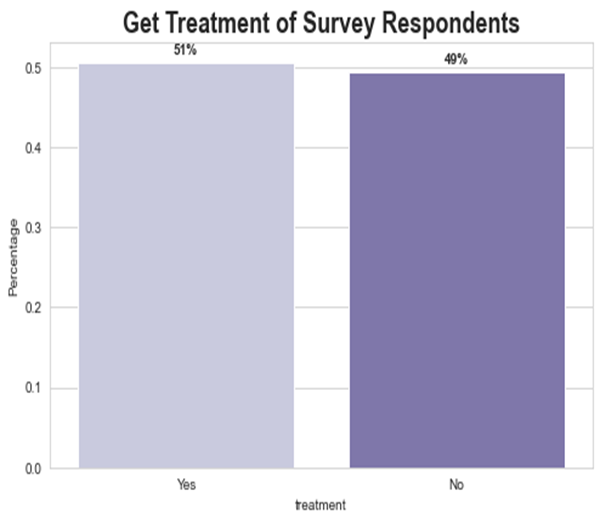 Get Treatment of Survey Respondents
51%
49%
0.5
0.4
0.3
0.2
0.1
0.0
Percentage
Yes
No
treatment